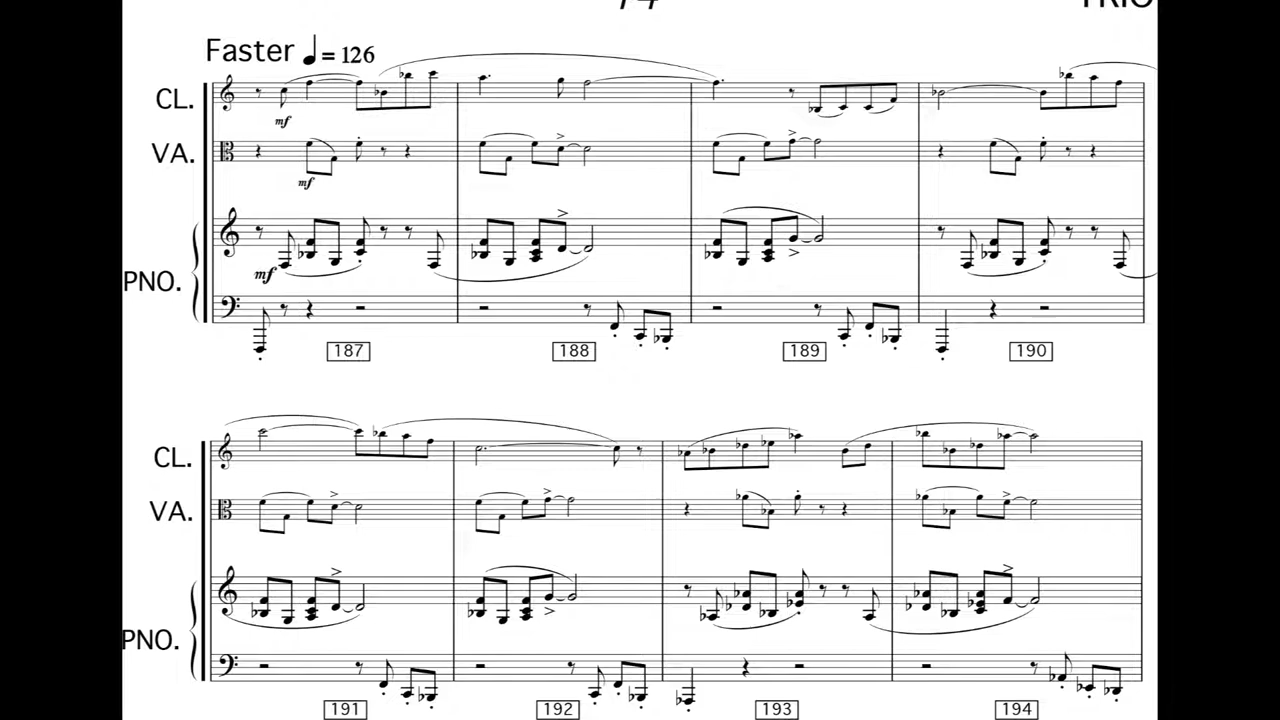 Faster ♩= 126
CL.
mf
VA.
mf
PNO.
mf
187 188 189 190
CL.
VA.
PNO.
191 192 193 194